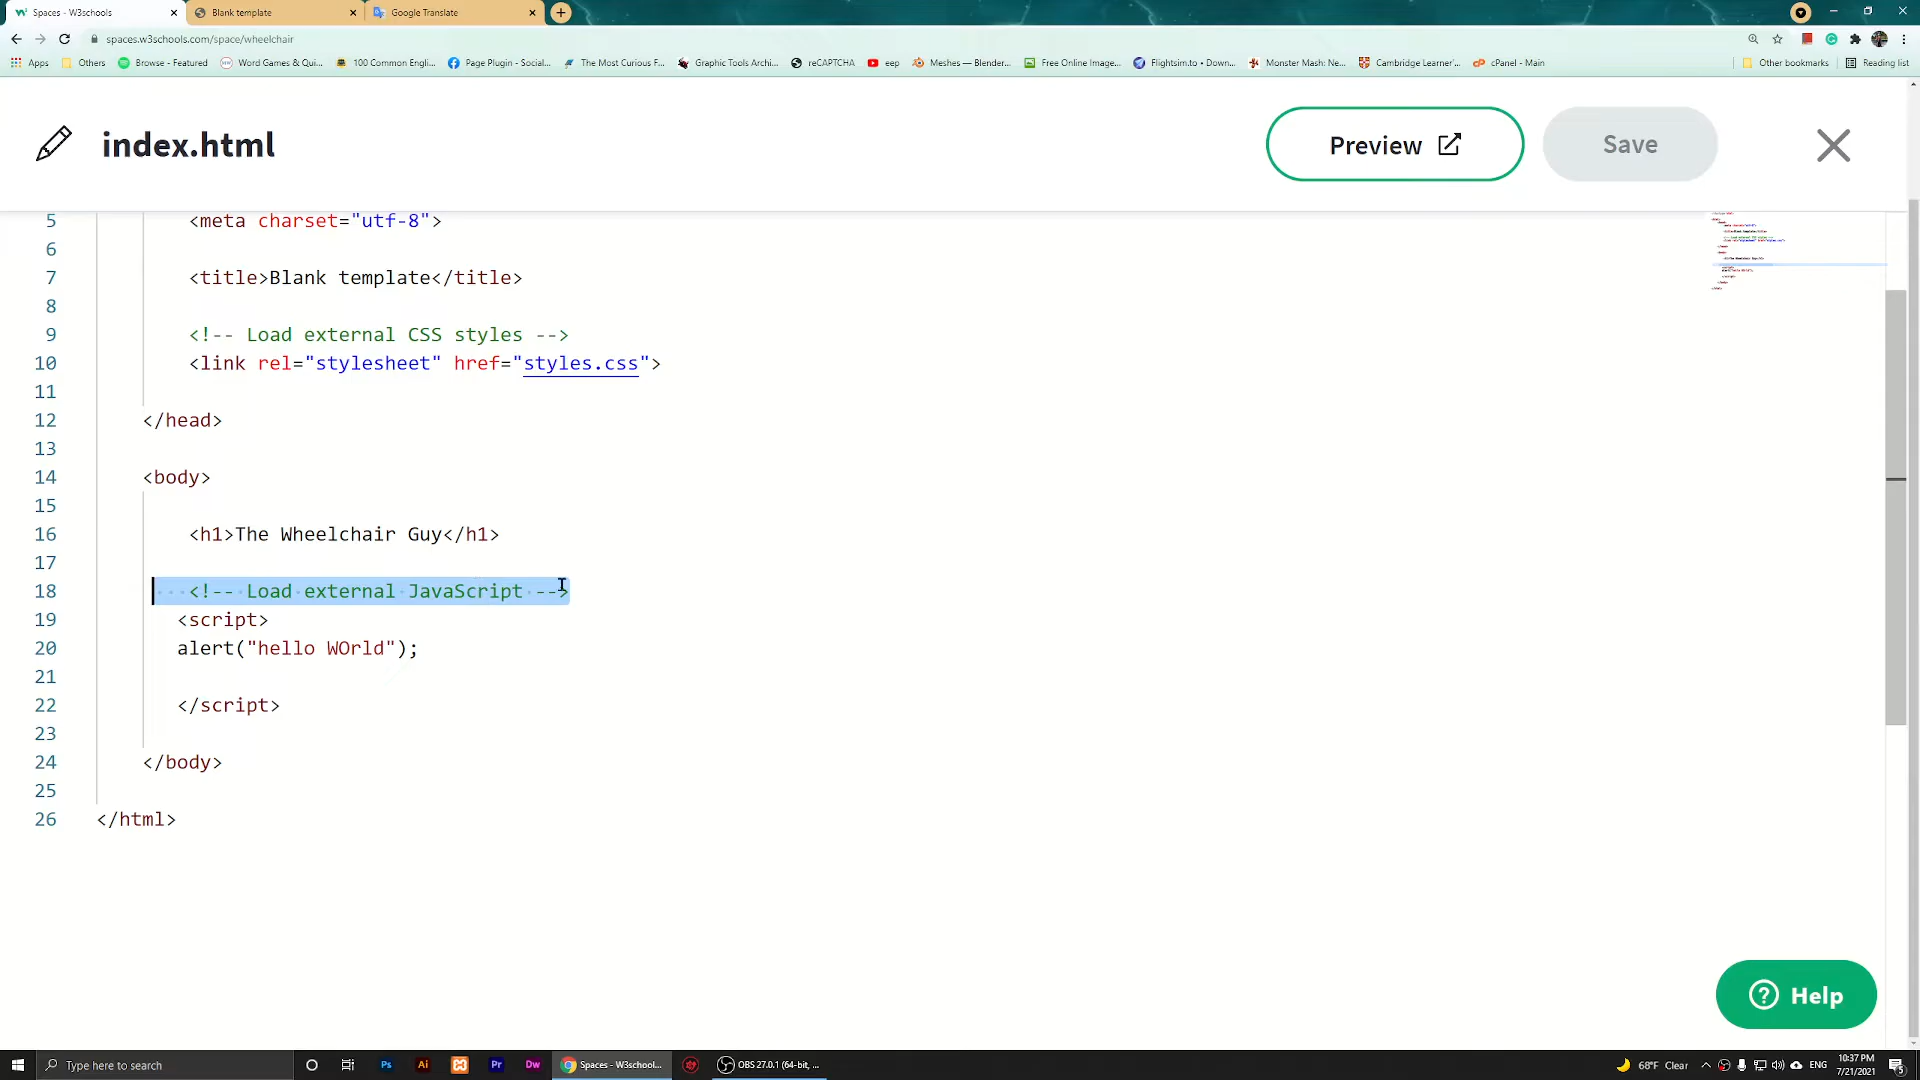 Spaces - W3schools
Blank template
Google Translate
spaces.w3schools.com/space/wheelchair
Apps
Others
Browse - Featured
Word Games & Qui...
100 Common Engli...
Page Plugin - Social...
The Most Curious F...
Graphic Tools Archi...
reCAPTCHA
eep
Meshes — Blender...
Free Online Image...
Flightsim.to • Down...
Monster Mash: Ne...
Cambridge Learner'...
cPanel - Main
Other bookmarks
Reading list
index.html
Preview
Save
5 <meta charset="utf-8">
6
7 <title>Blank template</title>
8
9 <!-- Load external CSS styles -->
10 <link rel="stylesheet" href="styles.css">
11
12 </head>
13
14 <body>
15
16 <h1>The Wheelchair Guy</h1>
17
18 <!-- Load external JavaScript -->
19 <script>
20 alert("hello WOrld");
21
22 </script>
23
24 </body>
25
26 </html>
? Help
Type here to search
Ps
Ai
Pr
Dw
Spaces - W3school...
OBS 27.0.1 (64-bit, ...
68°F Clear
ENG
10:37 PM
7/21/2021